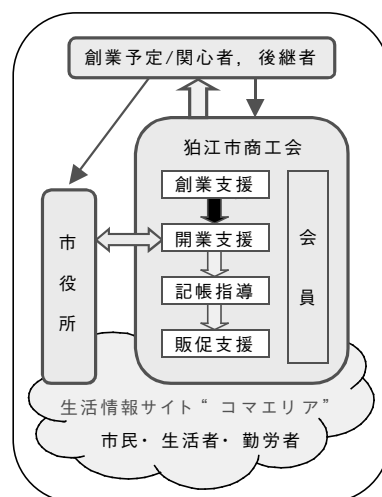 創業予定/関心者，後継者
狛江市商工会
創業支援
開業支援
記帳指導
販促支援
会員
市役所
生活情報サイト“コマエリア”
市民・生活者・勤労者